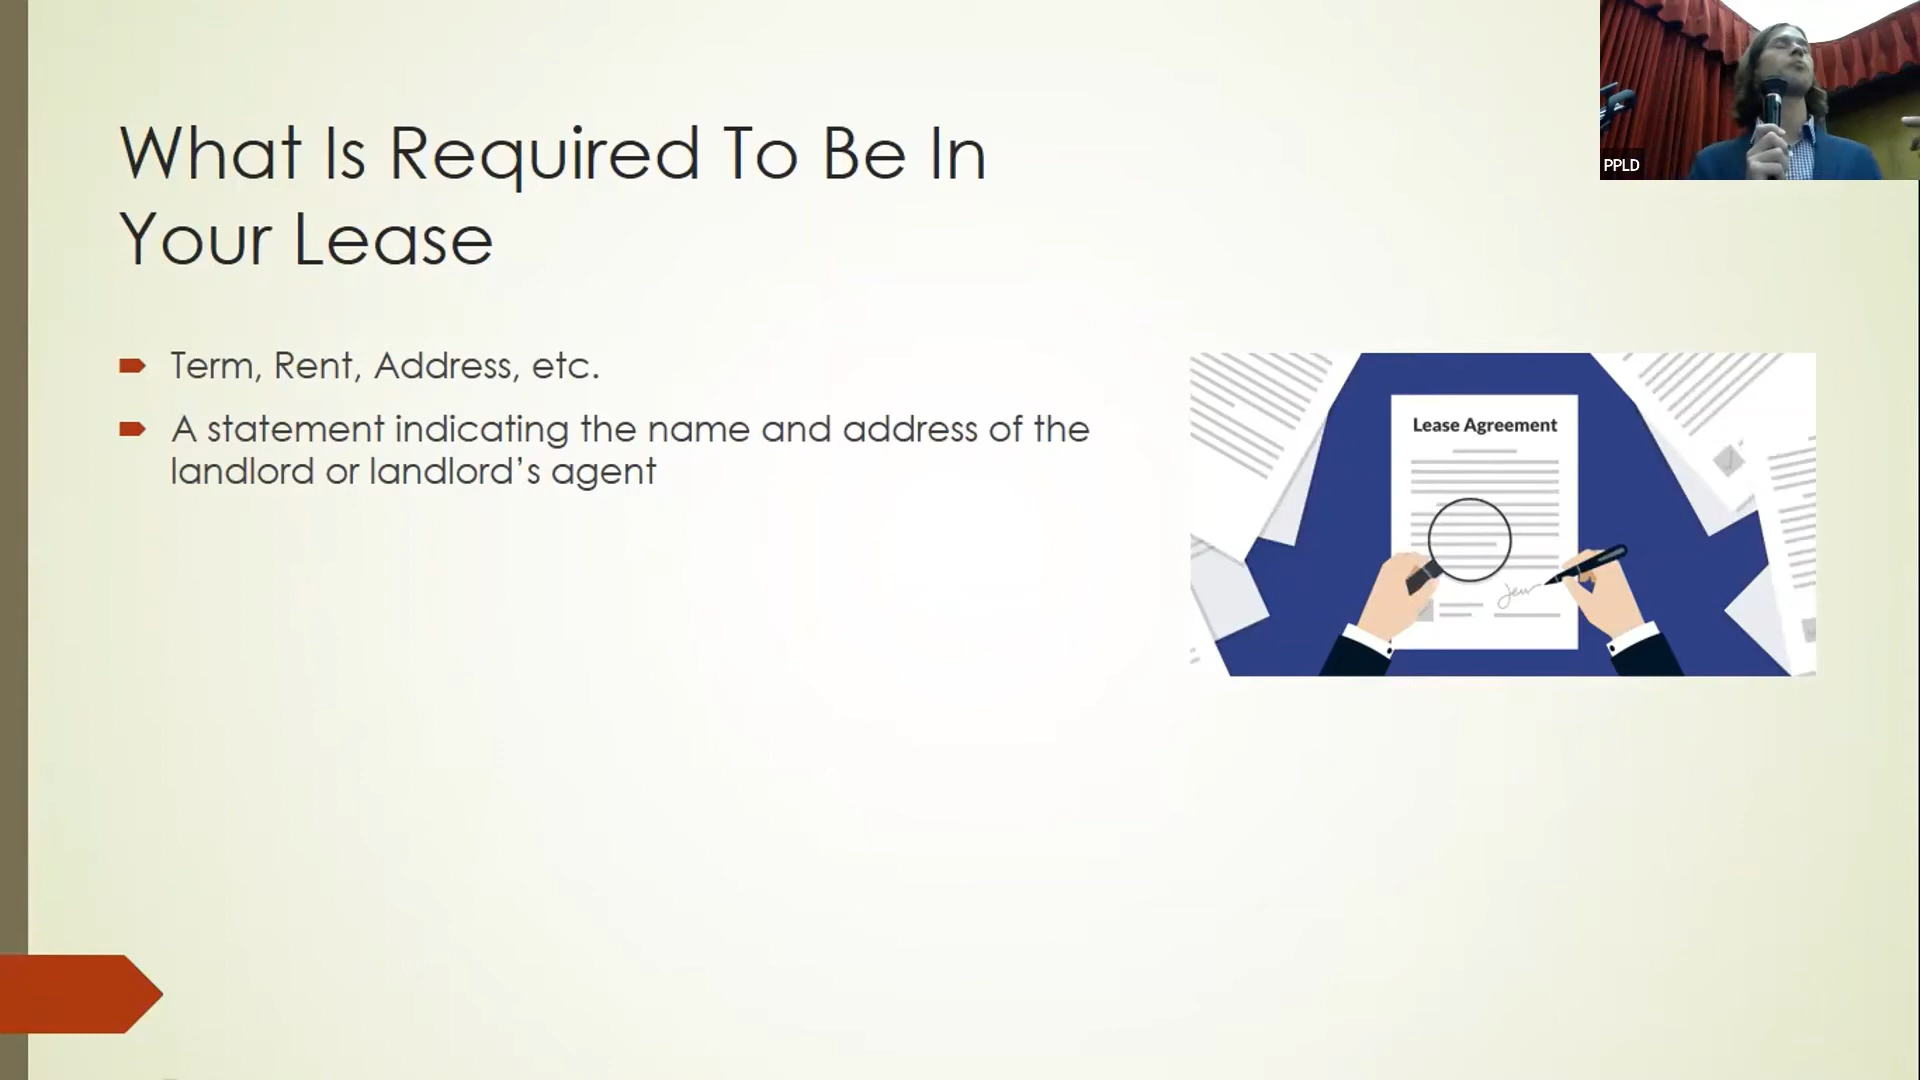 PPLD
What Is Required To Be In
Your Lease
Term, Rent, Address, etc.
A statement indicating the name and address of the
landlord or landlord’s agent
Lease Agreement